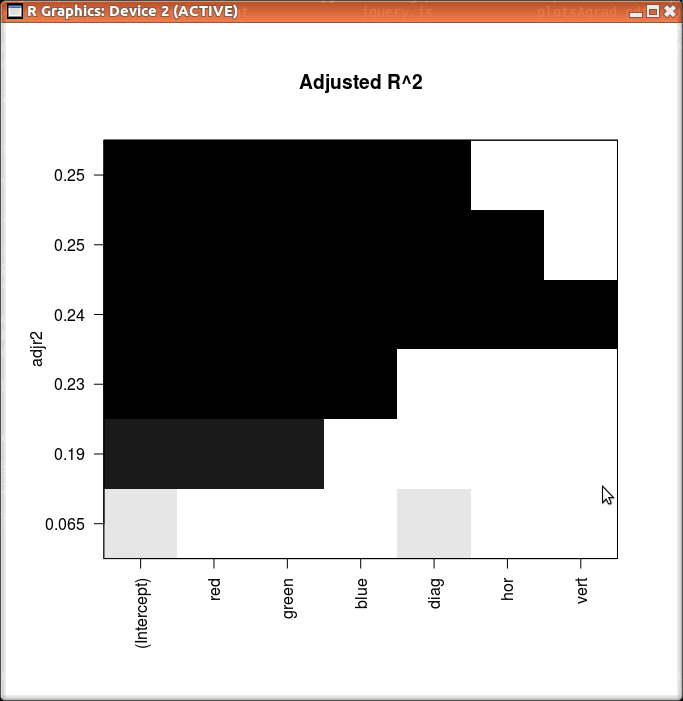 R Graphics: Device 2 (ACTIVE)
Adjusted R^2
adjr2
0.25
0.25
0.24
0.23
0.19
0.065
(Intercept)
red
green
blue
diag
hor
vert